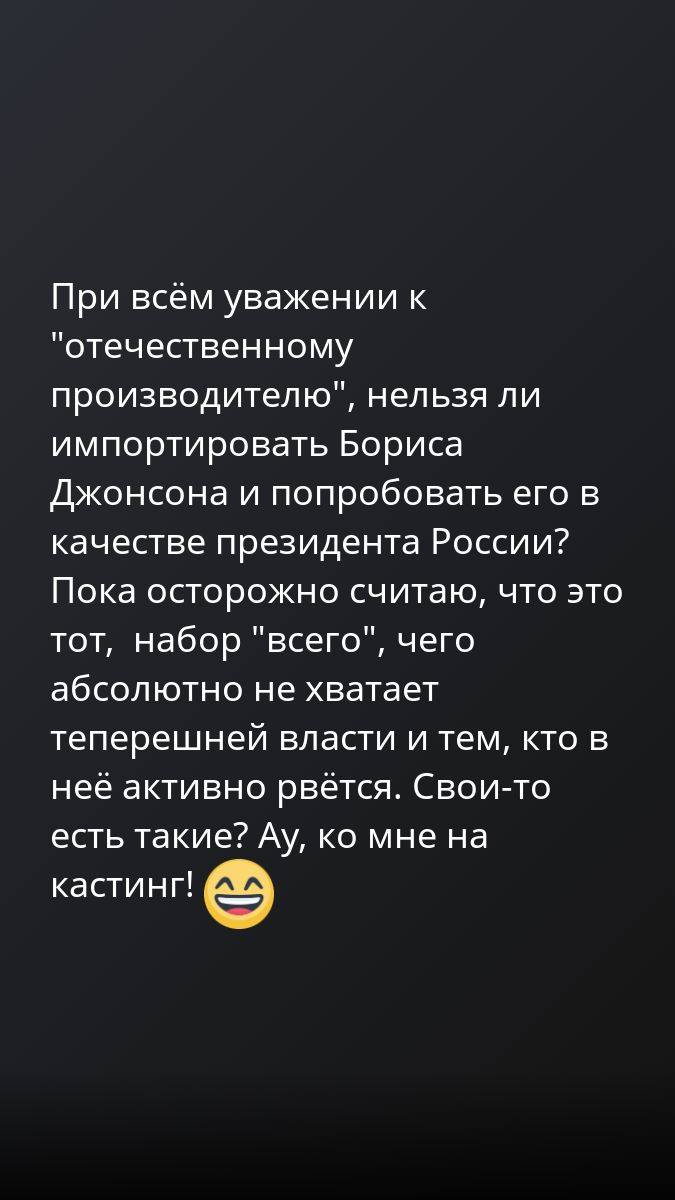 При всём уважении к
"отечественному
производителю", нельзя ли
импортировать Бориса
Джонсона и попробовать его в
качестве президента России?
Пока осторожно считаю, что это
тот,  набор "всего", чего
абсолютно не хватает
теперешней власти и тем, кто в
неё активно рвётся. Свои-то
есть такие? Ау, ко мне на
кастинг! 😄